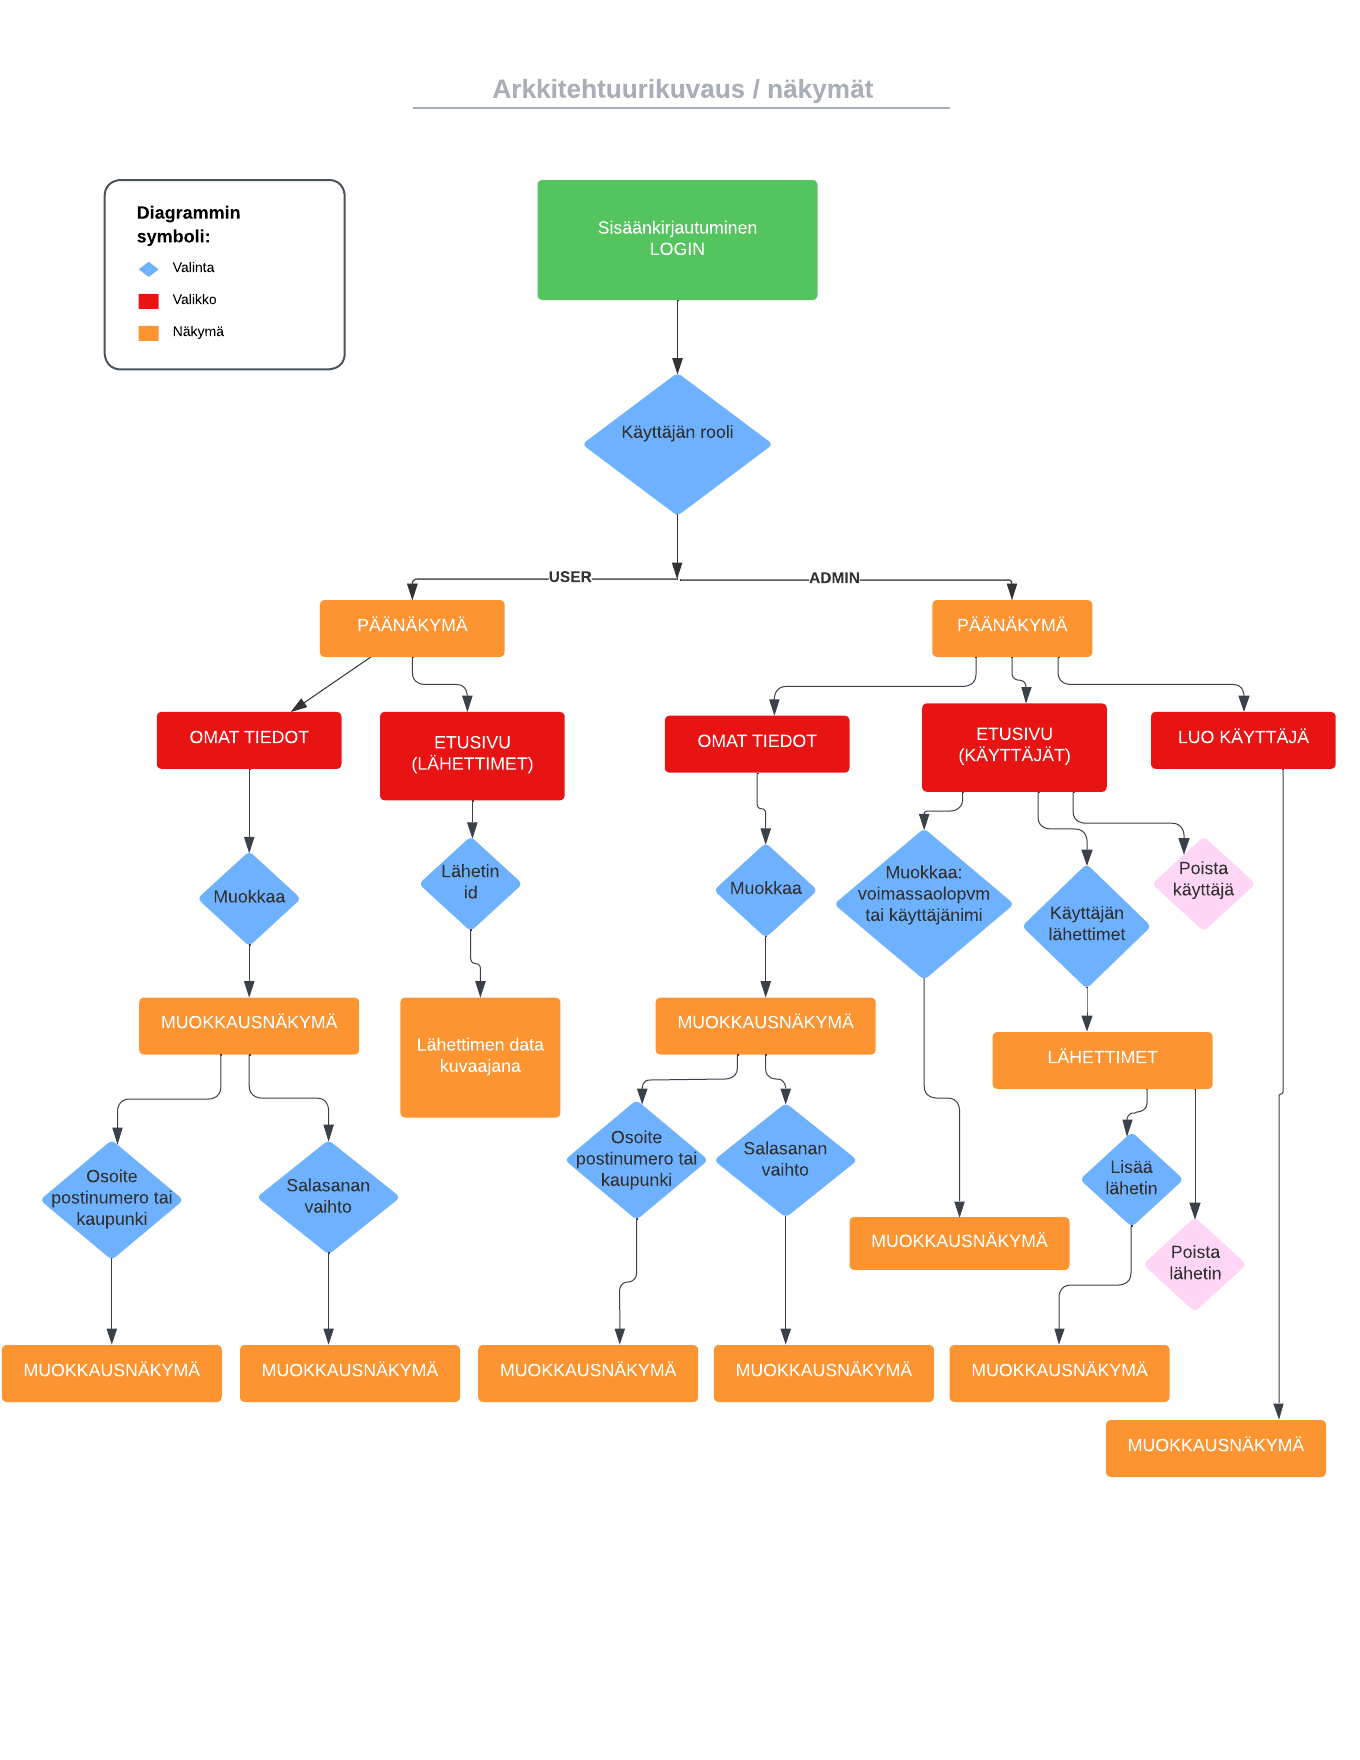 Arkkitehtuurikuvaus / näkymät
Diagrammin
symboli:
Valinta
Valikko
Näkymä
Sisäänkirjautuminen
LOGIN
Käyttäjän rooli
USER
ADMIN
PÄÄNÄKYMÄ
PÄÄNÄKYMÄ
OMAT TIEDOT
ETUSIVU
(LÄHETTIMET)
OMAT TIEDOT
ETUSIVU
(KÄYTTÄJÄT)
LUO KÄYTTÄJÄ
Muokkaa
Lähetin
id
Muokkaa
Muokkaa:
voimassaolopvm
tai käyttäjänimi
Käyttäjän
lähettimet
Poista
käyttäjä
MUOKKAUSNÄKYMÄ
Lähettimen data
kuvaajana
MUOKKAUSNÄKYMÄ
LÄHETTIMET
Osoite
postinumero tai
kaupunki
Salasanan
vaihto
Osoite
postinumero tai
kaupunki
Salasanan
vaihto
Lisää
lähetin
MUOKKAUSNÄKYMÄ
Poista
lähetin
MUOKKAUSNÄKYMÄ
MUOKKAUSNÄKYMÄ
MUOKKAUSNÄKYMÄ
MUOKKAUSNÄKYMÄ
MUOKKAUSNÄKYMÄ
MUOKKAUSNÄKYMÄ